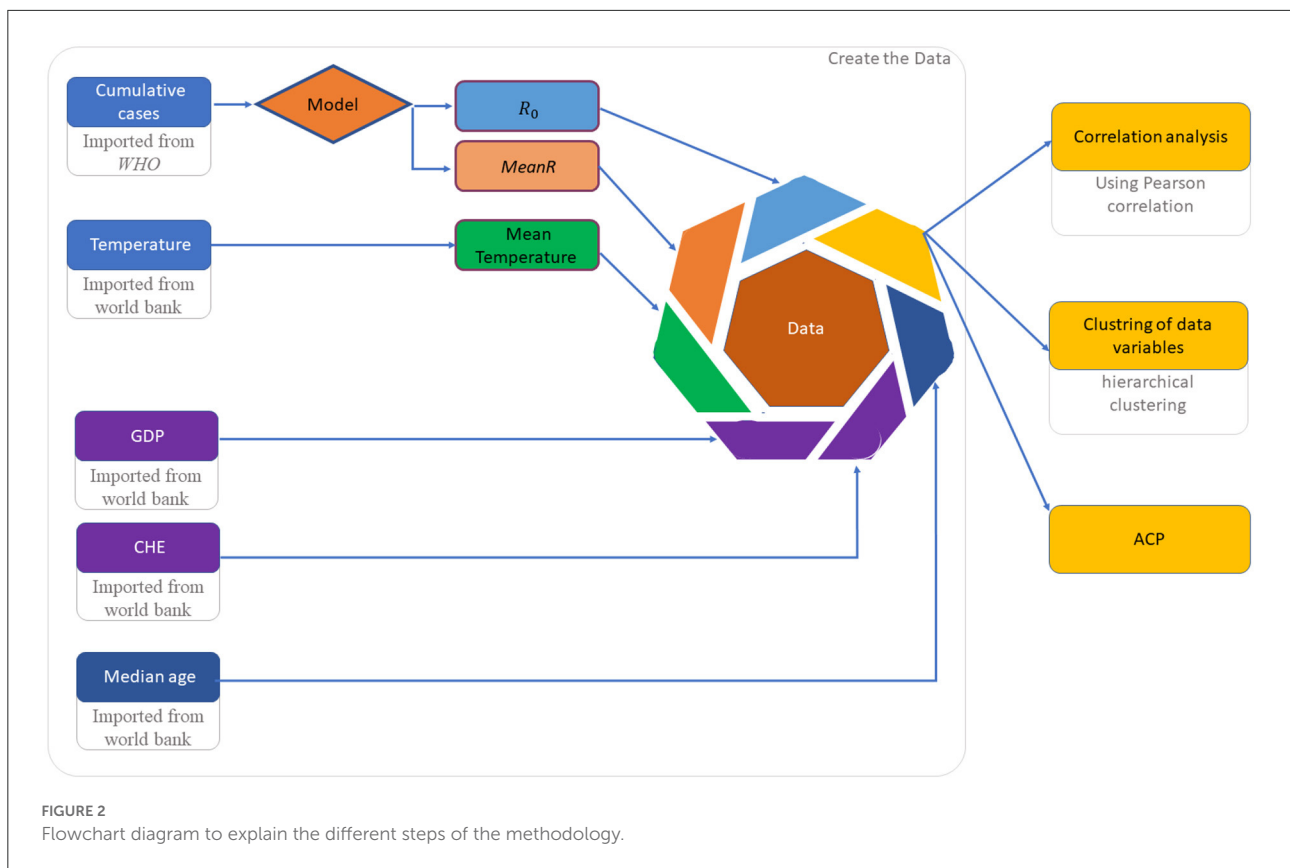 Create the Data
Cumulative
cases
Imported from
WHO
Model
R₀
MeanR
Temperature
Imported from
world bank
Mean
Temperature
Data
GDP
Imported from
world bank
CHE
Imported from
world bank
Median age
Imported from
world bank
Correlation analysis
Using Pearson
correlation
Clustring of data
variables
hierarchical
clustering
ACP
FIGURE 2
Flowchart diagram to explain the different steps of the methodology.